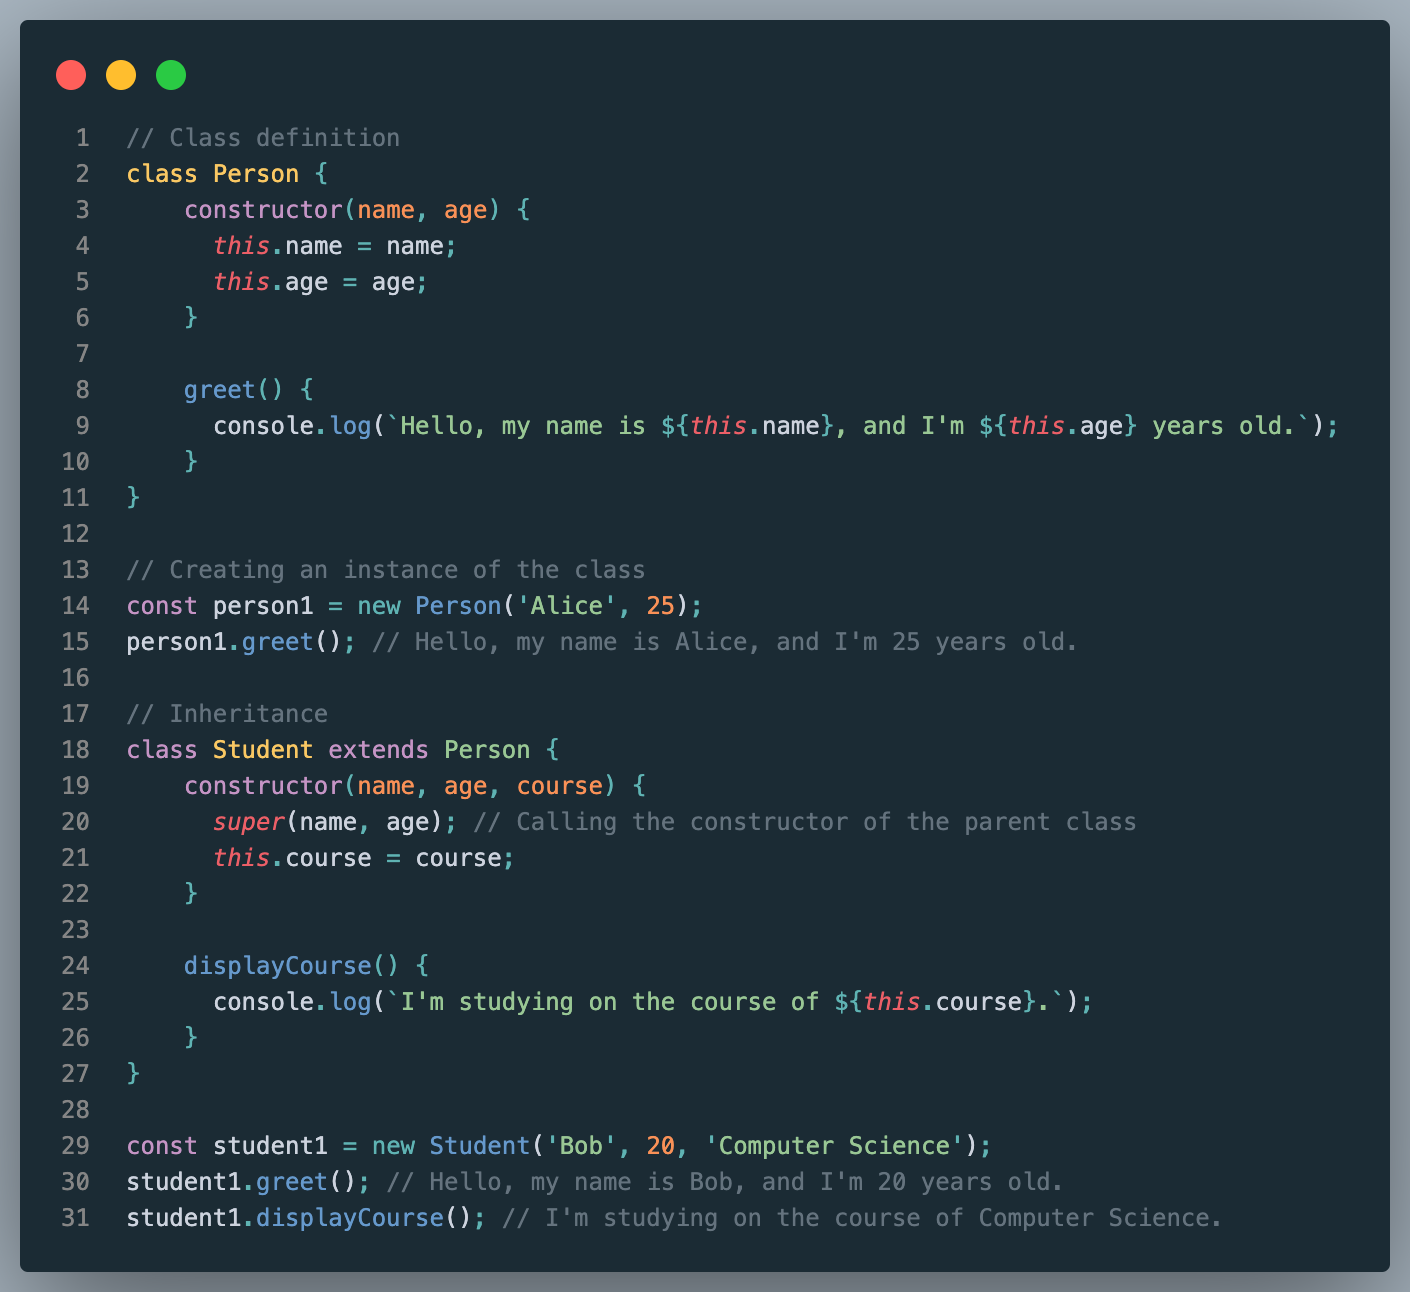 1 // Class definition
2 class Person {
3     constructor(name, age) {
4       this.name = name;
5       this.age = age;
6     }
7
8     greet() {
9       console.log(`Hello, my name is ${this.name}, and I'm ${this.age} years old.`);
10     }
11 }
12
13 // Creating an instance of the class
14 const person1 = new Person('Alice', 25);
15 person1.greet(); // Hello, my name is Alice, and I'm 25 years old.
16
17 // Inheritance
18 class Student extends Person {
19     constructor(name, age, course) {
20       super(name, age); // Calling the constructor of the parent class
21       this.course = course;
22     }
23
24     displayCourse() {
25       console.log(`I'm studying on the course of ${this.course}.`);
26     }
27 }
28
29 const student1 = new Student('Bob', 20, 'Computer Science');
30 student1.greet(); // Hello, my name is Bob, and I'm 20 years old.
31 student1.displayCourse(); // I'm studying on the course of Computer Science.